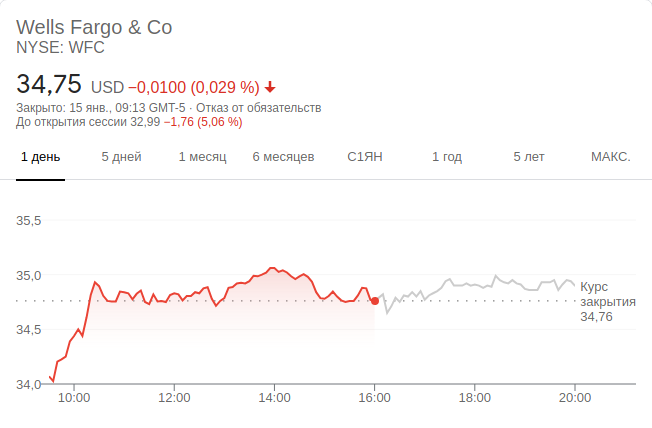 Wells Fargo & Co
NYSE: WFC
34,75 USD −0,0100 (0,029 %)
Закрыто: 15 янв., 09:13 GMT-5 · Отказ от обязательств
До открытия сессии 32,99 −1,76 (5,06 %)
1 день 5 дней 1 месяц 6 месяцев С1ЯН 1 год 5 лет МАКС.
35,5
35,0
34,5
34,0
Курс
закрытия
34,76
10:00 12:00 14:00 16:00 18:00 20:00